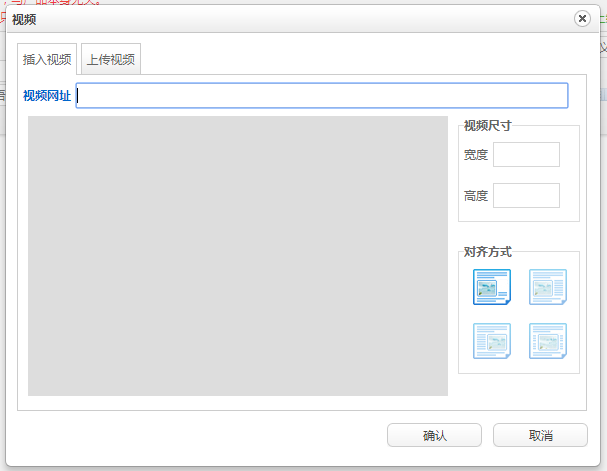 视频
插入视频 上传视频
视频网址
视频尺寸
宽度
高度
对齐方式
确认 取消